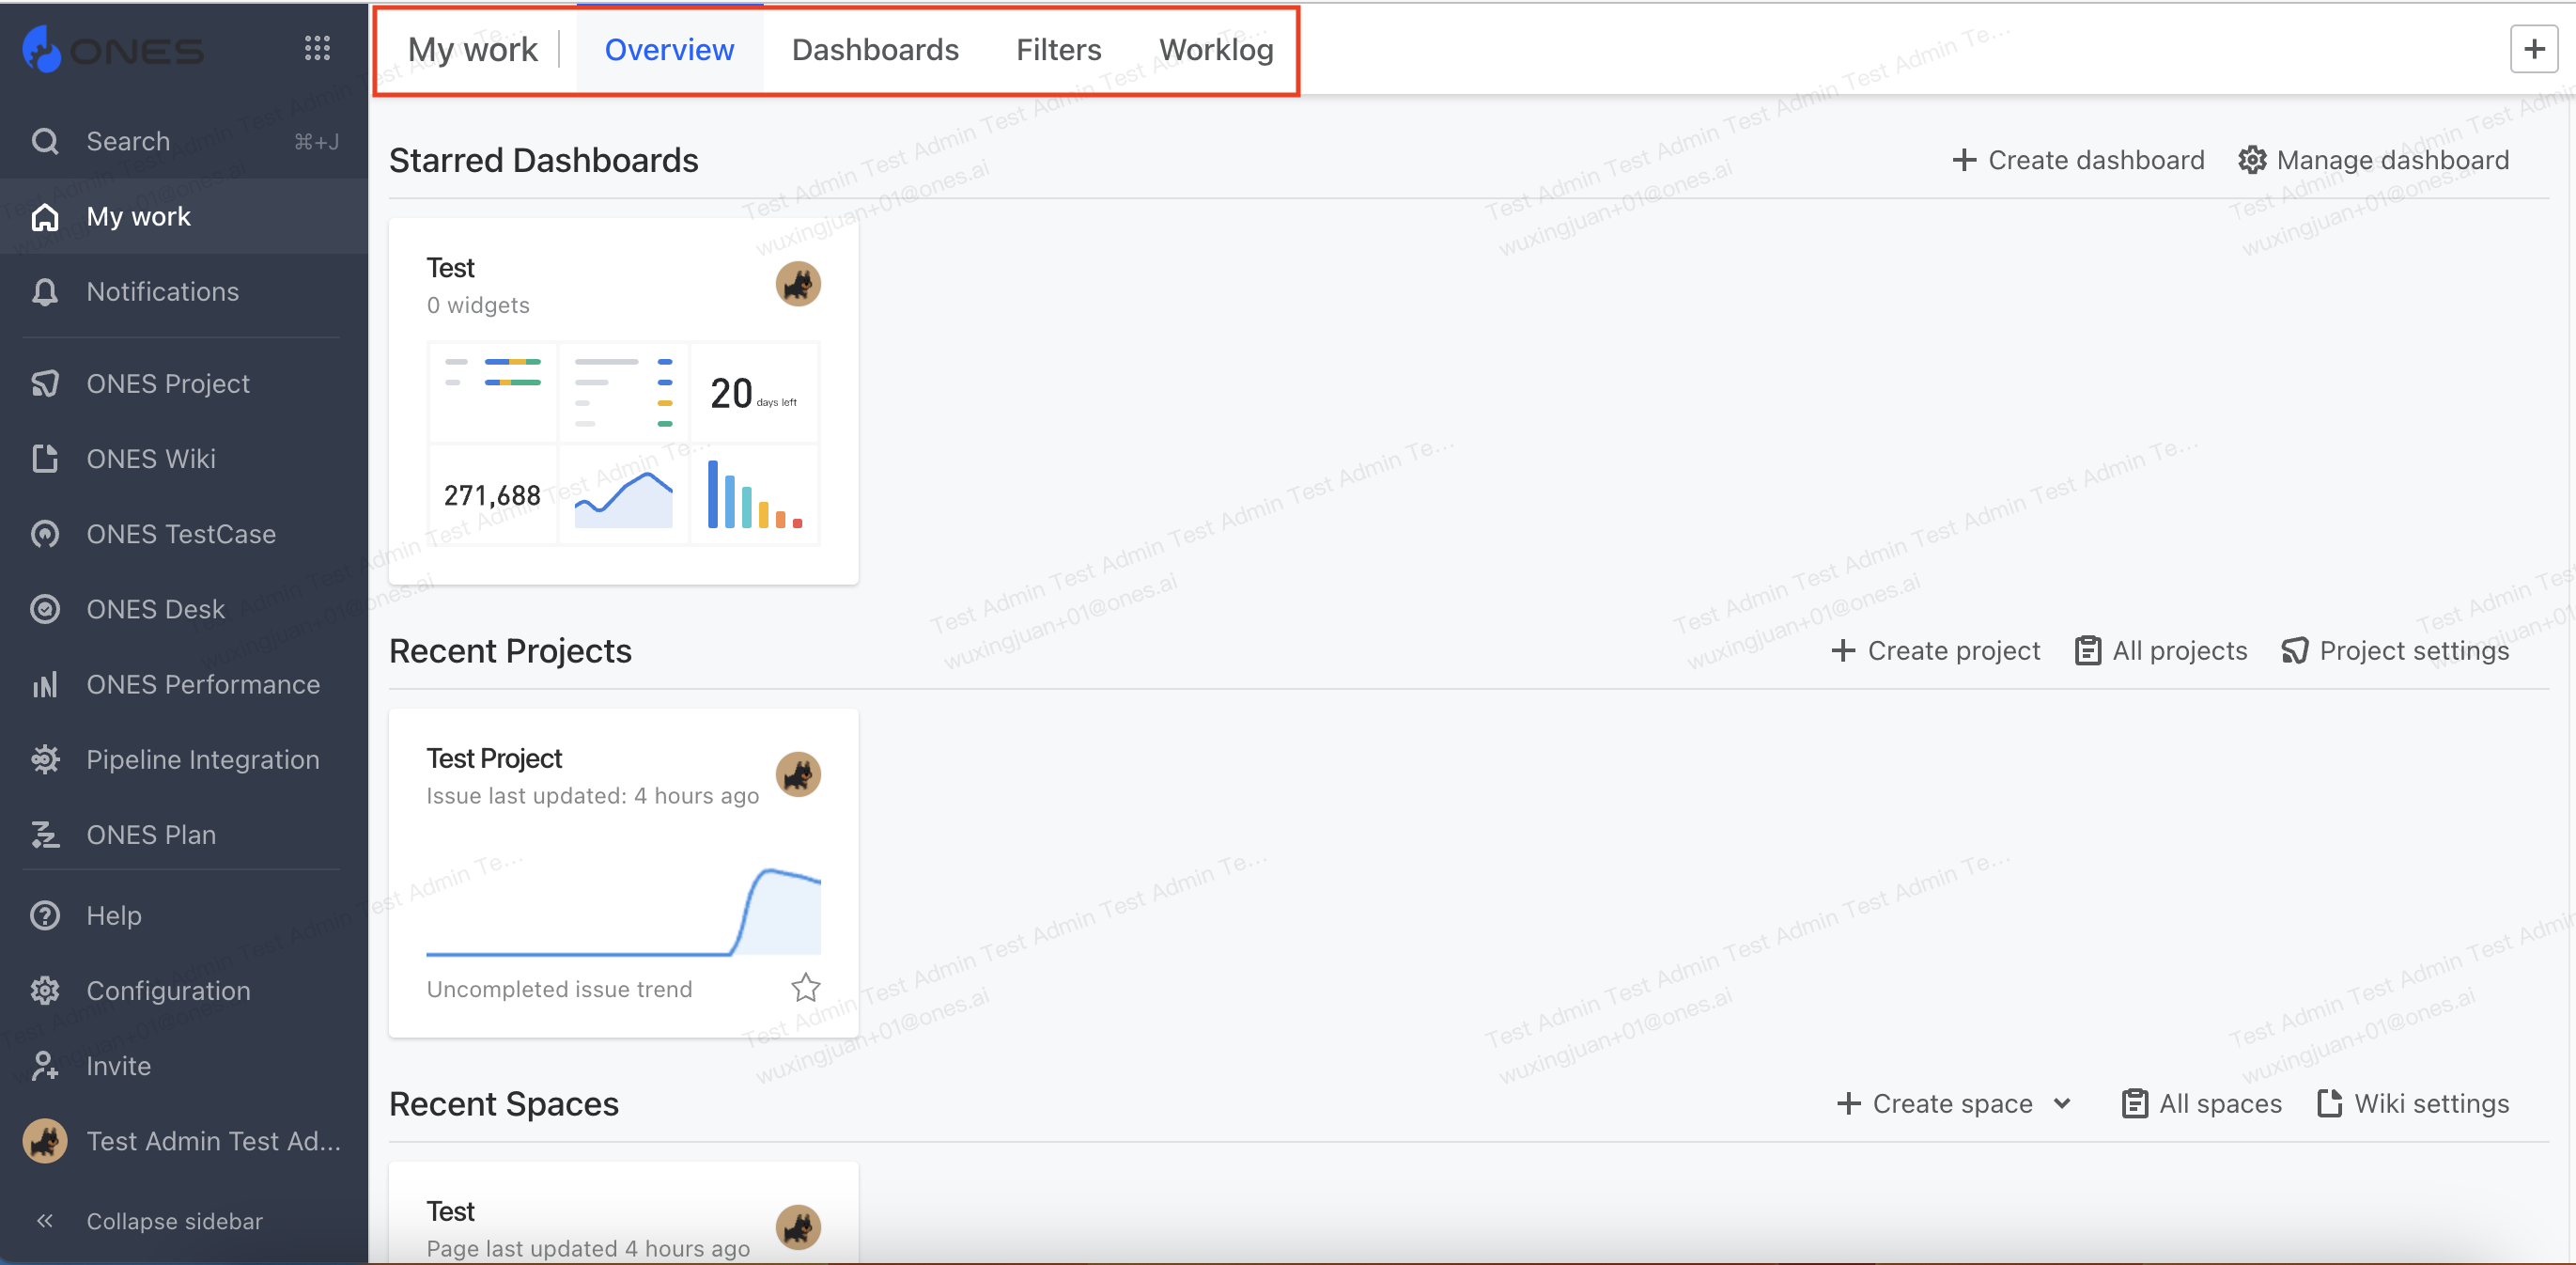 ONES
My work
Overview
Dashboards
Filters
Worklog
Search
⌘+J
My work
Notifications
ONES Project
ONES Wiki
ONES TestCase
ONES Desk
ONES Performance
Pipeline Integration
ONES Plan
Help
Configuration
Invite
Test Admin Test Ad...
Collapse sidebar
Starred Dashboards
Create dashboard
Manage dashboard
Test
0 widgets
20 days left
271,688
Recent Projects
Create project
All projects
Project settings
Test Project
Issue last updated: 4 hours ago
Uncompleted issue trend
Recent Spaces
Create space
All spaces
Wiki settings
Test
Page last updated 4 hours ago
Test Admin Test Admin Test Admin Te...
wuxingjuan+01@ones.ai